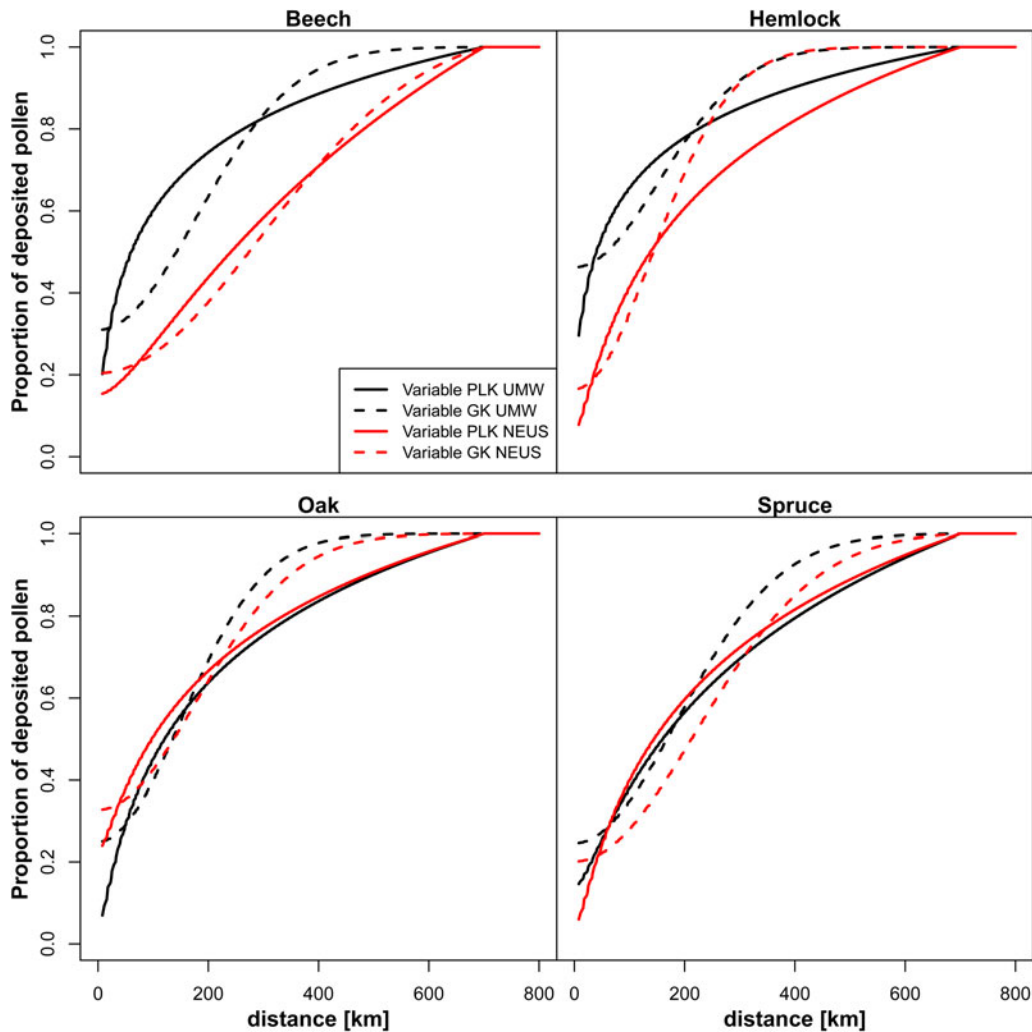 Beech
Hemlock
Proportion of deposited pollen
1.0
0.8
0.6
0.4
0.2
0.0
Variable PLK UMW
Variable GK UMW
Variable PLK NEUS
Variable GK NEUS
Oak
Spruce
Proportion of deposited pollen
1.0
0.8
0.6
0.4
0.2
0.0
0 200 400 600 800
0 200 400 600 800
distance [km]
distance [km]